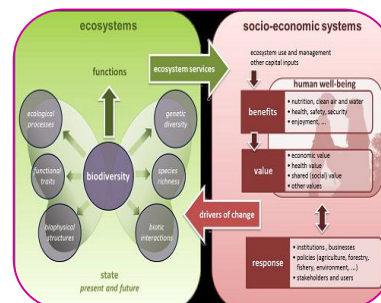 ecosystems
functions
ecological
processes
genetic
diversity
functional
traits
biodiversity
species
richness
biophysical
structures
biotic
interactions
state
present and future
ecosystem services
drivers of change
socio-economic systems
ecosystem use and management
other capital inputs
human well-being
benefits
• nutrition, clean air and water
• health, safety, security
• enjoyment, ...
value
• economic value
• health value
• shared (social) value
• other values
response
• institutions, businesses
• policies (agriculture, forestry,
fishery, environment, ...)
• stakeholders and users